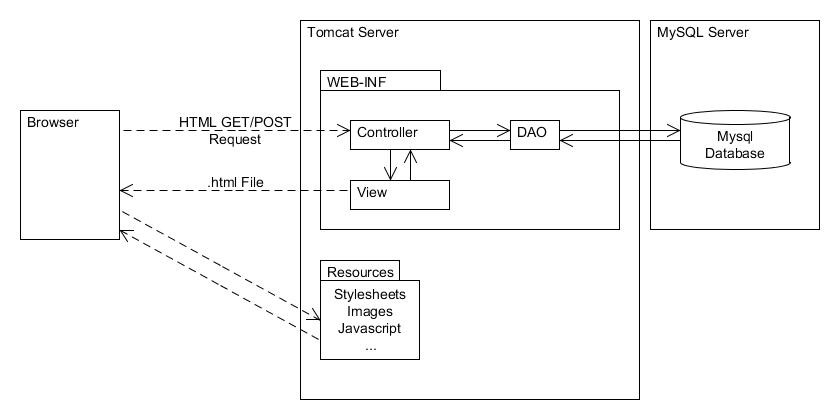 Tomcat Server
MySQL Server
WEB-INF
Browser
HTML GET/POST
Request
Controller
DAO
Mysql
Database
.html File
View
Resources
Stylesheets
Images
Javascript
...